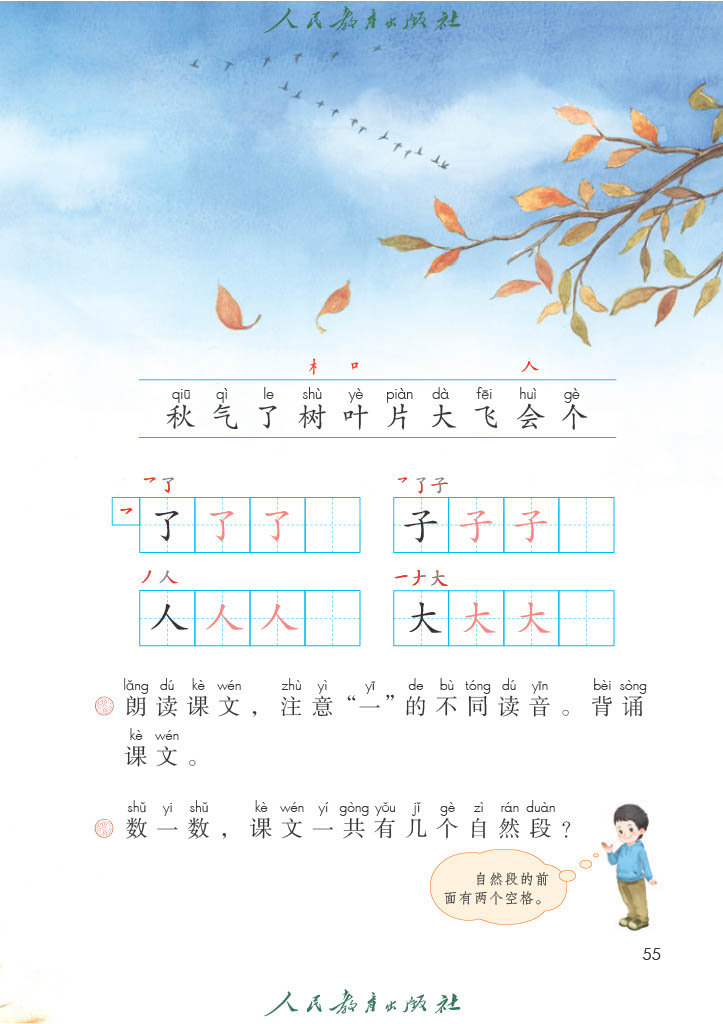 人民教育出版社
木 口 人
qiū qì le shù yè piàn dà fēi huì gè
秋 气 了 树 叶 片 大 飞 会 个
乛 了
乛 了 了 了
乛 了 子
子 子 子
丿 人
人 人 人
一 ナ 大
大 大 大
lǎng dú kè wén zhù yì yī de bù tóng dú yīn bèi sòng
朗读课文，注意“一”的不同读音。背诵
kè wén
课文。
shǔ yi shǔ kè wén yí gòng yǒu jǐ gè zì rán duàn
数一数，课文一共有几个自然段？
自然段的前
面有两个空格。
55
人民教育出版社